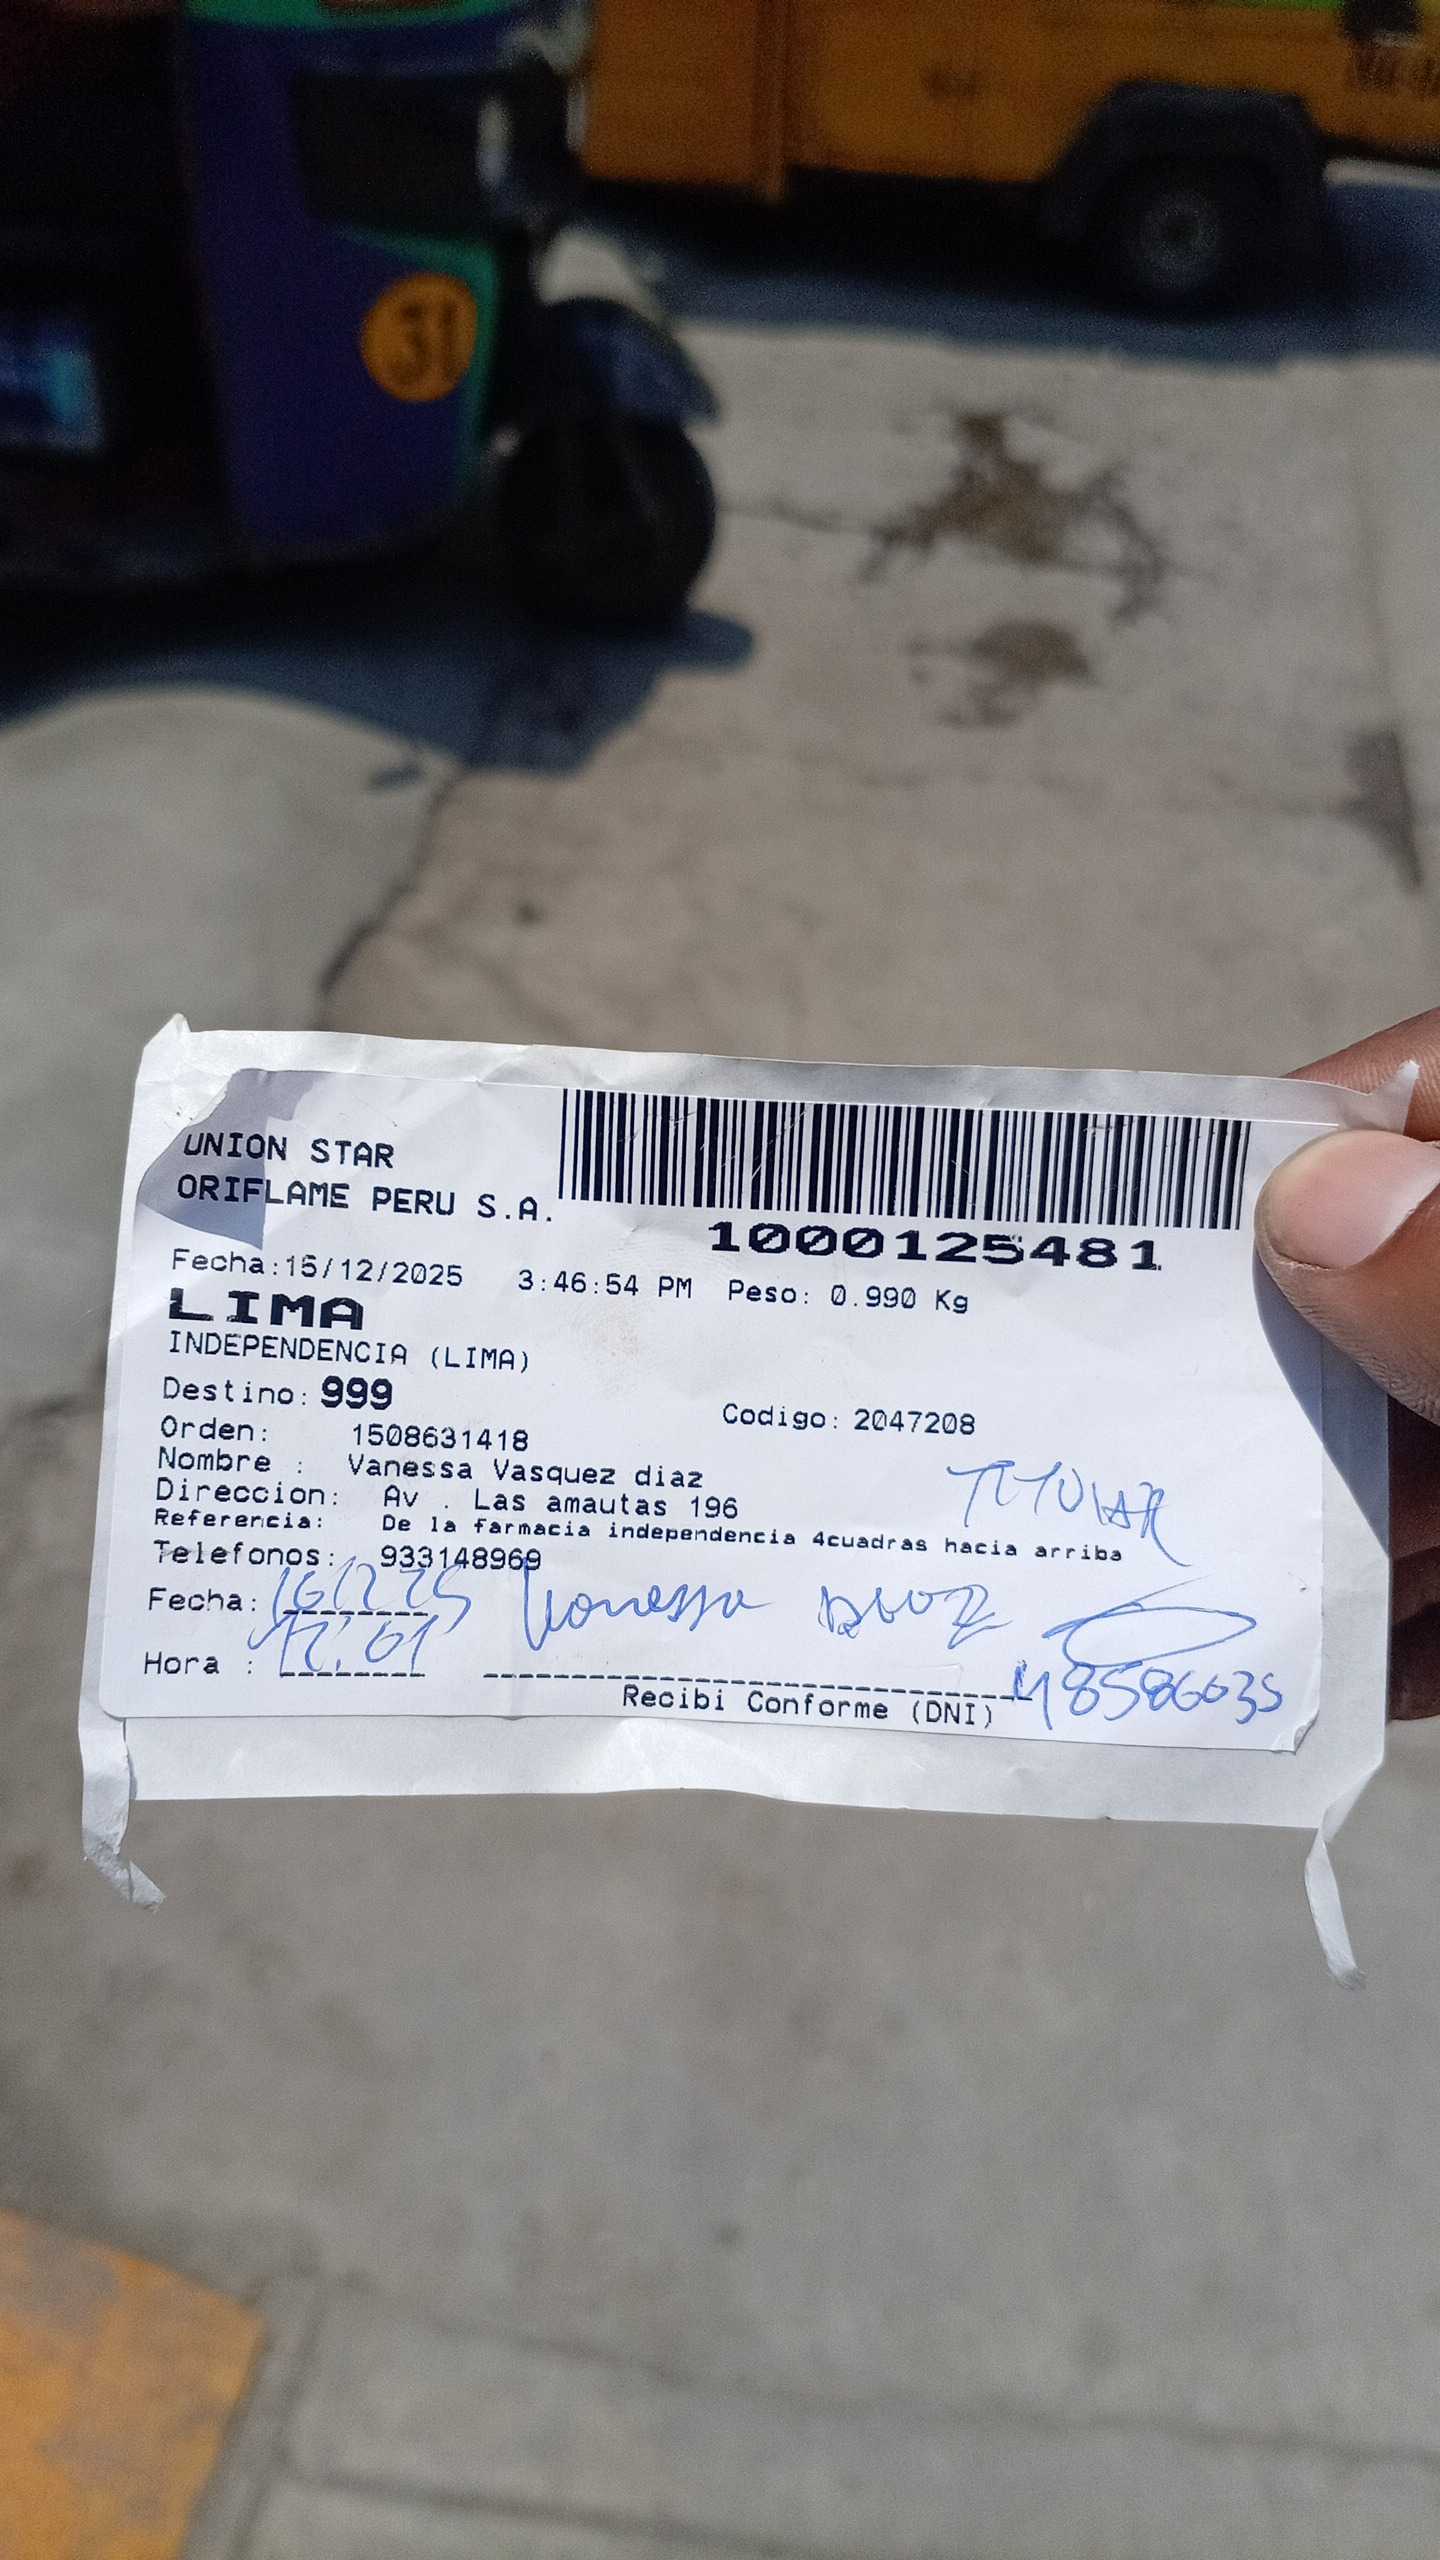 31
UNION STAR
ORIFLAME PERU S.A.
1000125481
Fecha:15/12/2025 3:46:54 PM Peso: 0.990 Kg
LIMA
INDEPENDENCIA (LIMA)
Destino: 999
Codigo: 2047208
Orden: 1508631418
Nombre : Vanessa Vasquez diaz
Direccion: Av . Las amautas 196
TITULAR
Referencia: De la farmacia independencia 4cuadras hacia arriba
Telefonos: 933148969
Fecha: 16/12/25 Vanessa
Hora : 12:01
Recibi Conforme (DNI) 48586035